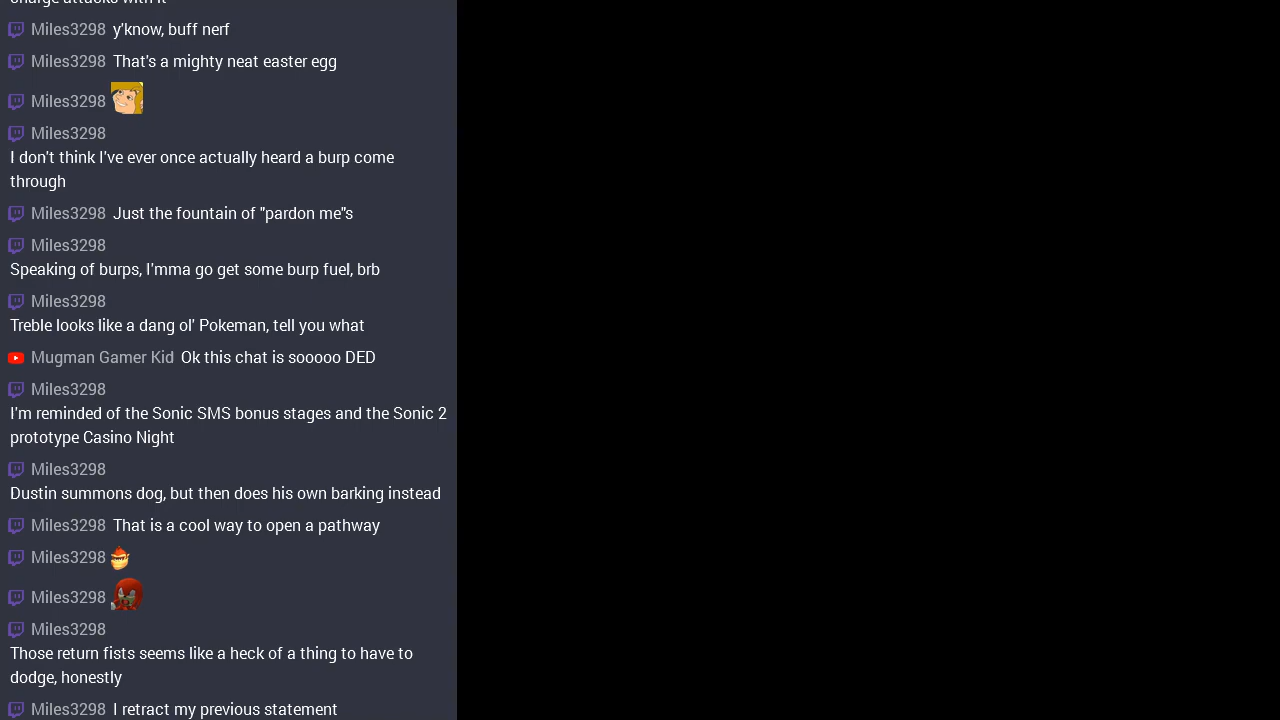 charge attacks with it
Miles3298 y'know, buff nerf
Miles3298 That's a mighty neat easter egg
Miles3298
Miles3298
I don't think I've ever once actually heard a burp come
through
Miles3298 Just the fountain of "pardon me"s
Miles3298
Speaking of burps, I'mma go get some burp fuel, brb
Miles3298
Treble looks like a dang ol' Pokeman, tell you what
Mugman Gamer Kid Ok this chat is sooooo DED
Miles3298
I'm reminded of the Sonic SMS bonus stages and the Sonic 2
prototype Casino Night
Miles3298
Dustin summons dog, but then does his own barking instead
Miles3298 That is a cool way to open a pathway
Miles3298
Miles3298
Miles3298
Those return fists seems like a heck of a thing to have to
dodge, honestly
Miles3298 I retract my previous statement